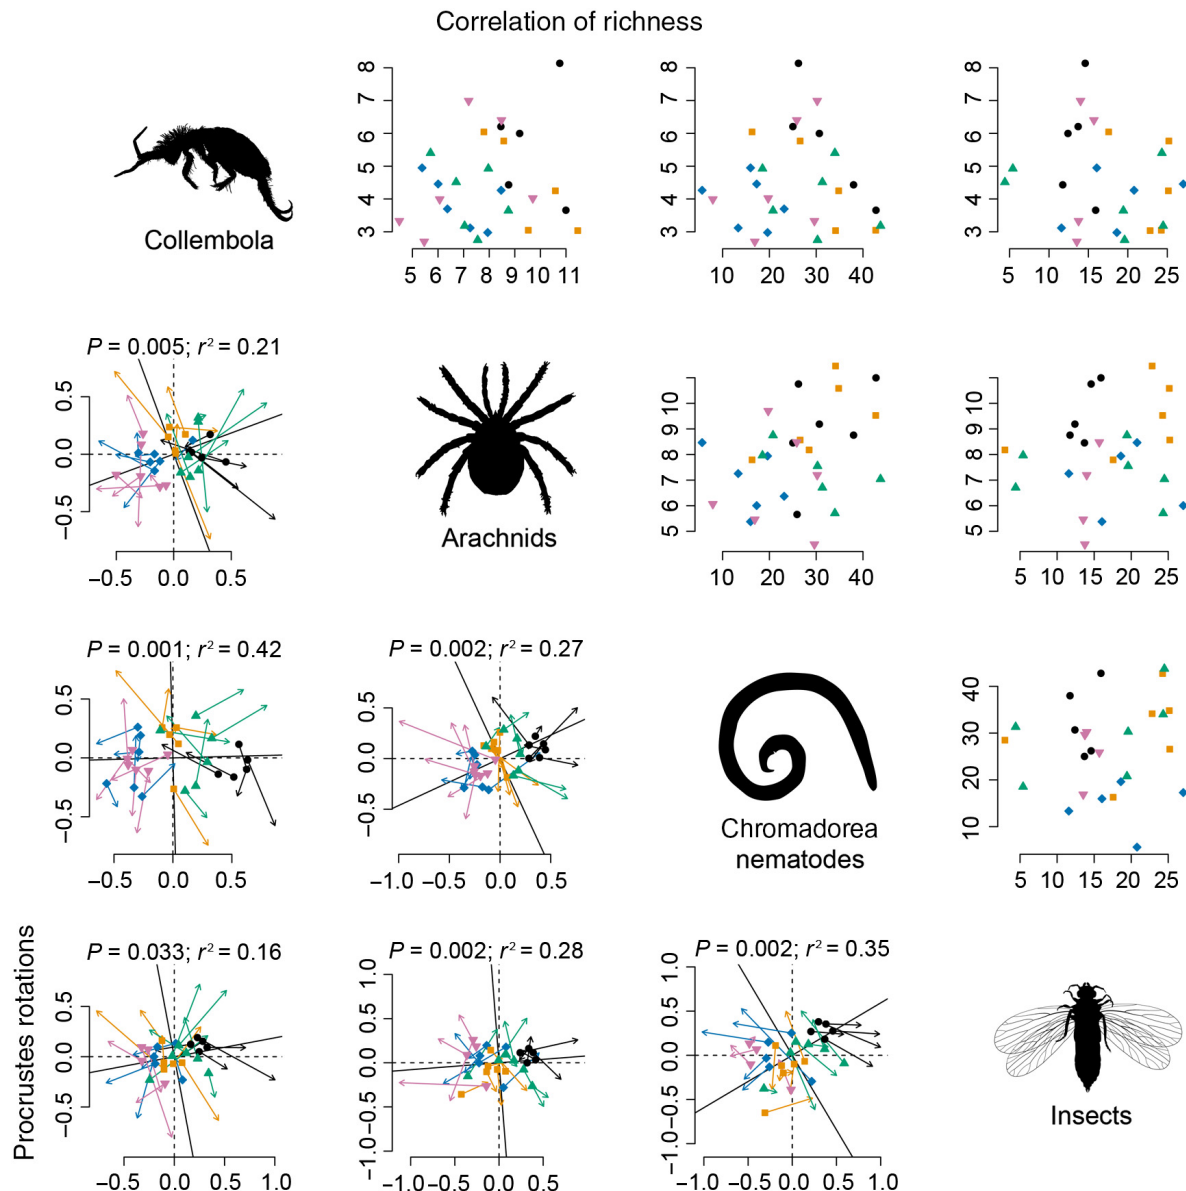 Correlation of richness
8
7
6
5
4
3
5 6 7 8 9 10 11
8
7
6
5
4
3
10 20 30 40
8
7
6
5
4
3
5 10 15 20 25
Collembola
P = 0.005; r² = 0.21
0.5
0.0
−0.5
−0.5 0.0 0.5
Arachnids
10
9
8
7
6
5
10 20 30 40
10
9
8
7
6
5
5 10 15 20 25
P = 0.001; r² = 0.42
0.5
0.0
−0.5
−0.5 0.0 0.5
P = 0.002; r² = 0.27
0.5
0.0
−0.5
−1.0 −0.5 0.0 0.5
Chromadorea
nematodes
40
30
20
10
5 10 15 20 25
Procrustes rotations
P = 0.033; r² = 0.16
0.5
0.0
−0.5
−0.5 0.0 0.5 1.0
P = 0.002; r² = 0.28
1.0
0.5
0.0
−0.5
−1.0
−1.0 −0.5 0.0 0.5
P = 0.002; r² = 0.35
1.0
0.5
0.0
−0.5
−1.0
−1.0 −0.5 0.0 0.5 1.0
Insects